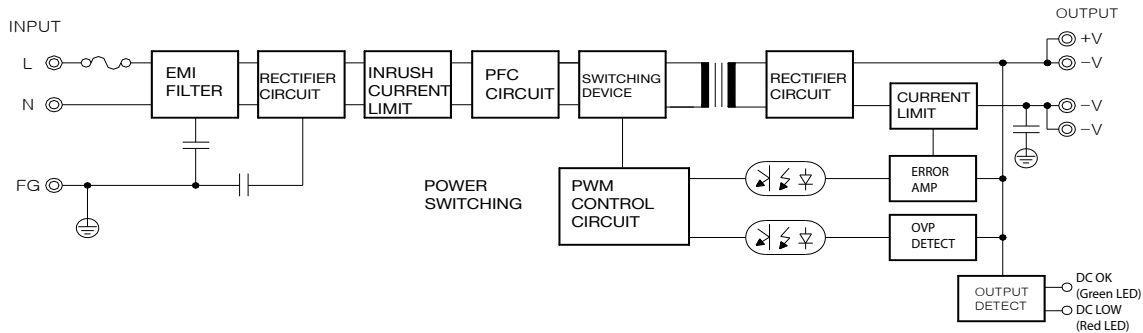 INPUT
OUTPUT
L
N
FG
EMI
FILTER
RECTIFIER
CIRCUIT
INRUSH
CURRENT
LIMIT
PFC
CIRCUIT
SWITCHING
DEVICE
RECTIFIER
CIRCUIT
CURRENT
LIMIT
+V
−V
−V
−V
POWER
SWITCHING
PWM
CONTROL
CIRCUIT
ERROR
AMP
OVP
DETECT
OUTPUT
DETECT
DC OK
(Green LED)
DC LOW
(Red LED)